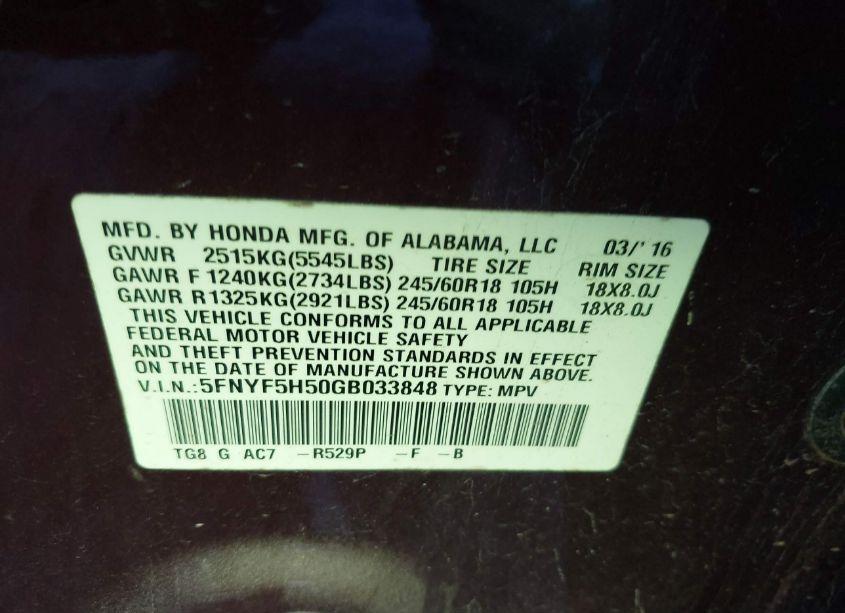 MFD. BY HONDA MFG. OF ALABAMA, LLC 03/'16
GVWR 2515KG(5545LBS) TIRE SIZE RIM SIZE
GAWR F 1240KG(2734LBS) 245/60R18 105H 18X8.0J
GAWR R 1325KG(2921LBS) 245/60R18 105H 18X8.0J
THIS VEHICLE CONFORMS TO ALL APPLICABLE
FEDERAL MOTOR VEHICLE SAFETY
AND THEFT PREVENTION STANDARDS IN EFFECT
ON THE DATE OF MANUFACTURE SHOWN ABOVE.
V.I.N.:5FNYF5H50GB033848 TYPE: MPV
TG8 G AC7 -R529P -F -B